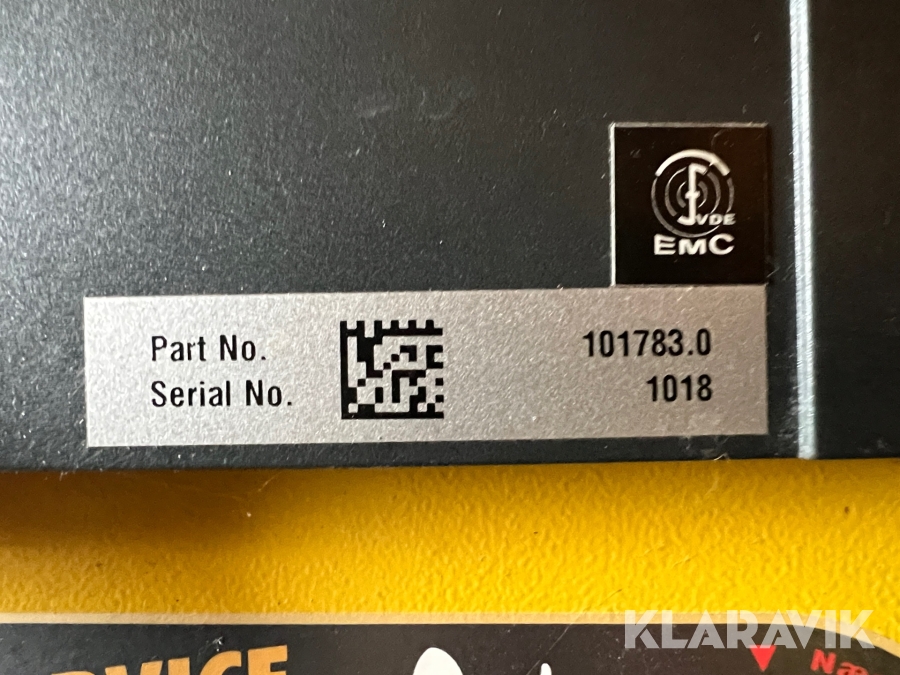 VDE
EMC
Part No. 101783.0
Serial No. 1018
KLARAVIK